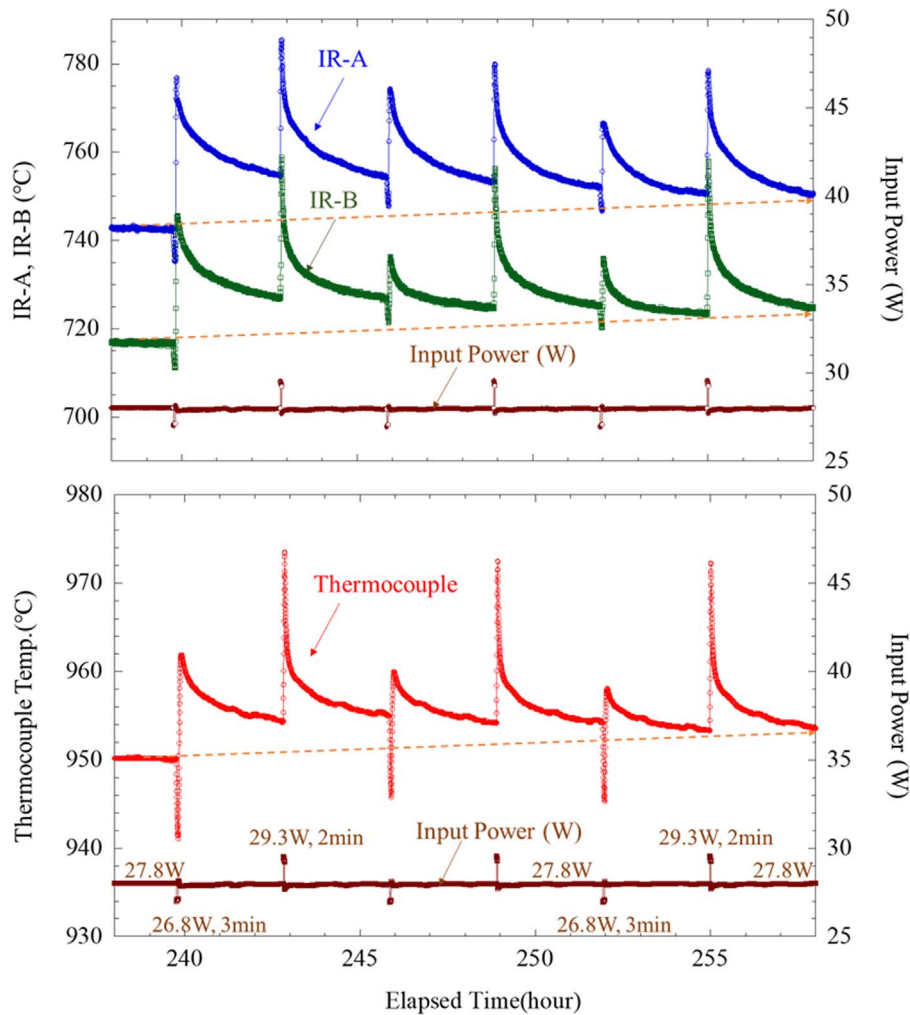 780
760
740
720
700
IR-A, IR-B (℃)
50
45
40
35
30
25
Input Power (W)
IR-A
IR-B
Input Power (W)
980
970
960
950
940
930
Thermocouple Temp.(℃)
50
45
40
35
30
25
Input Power (W)
Thermocouple
29.3W, 2min
Input Power (W)
29.3W, 2min
27.8W
27.8W
27.8W
26.8W, 3min
26.8W, 3min
240
245
250
255
Elapsed Time(hour)